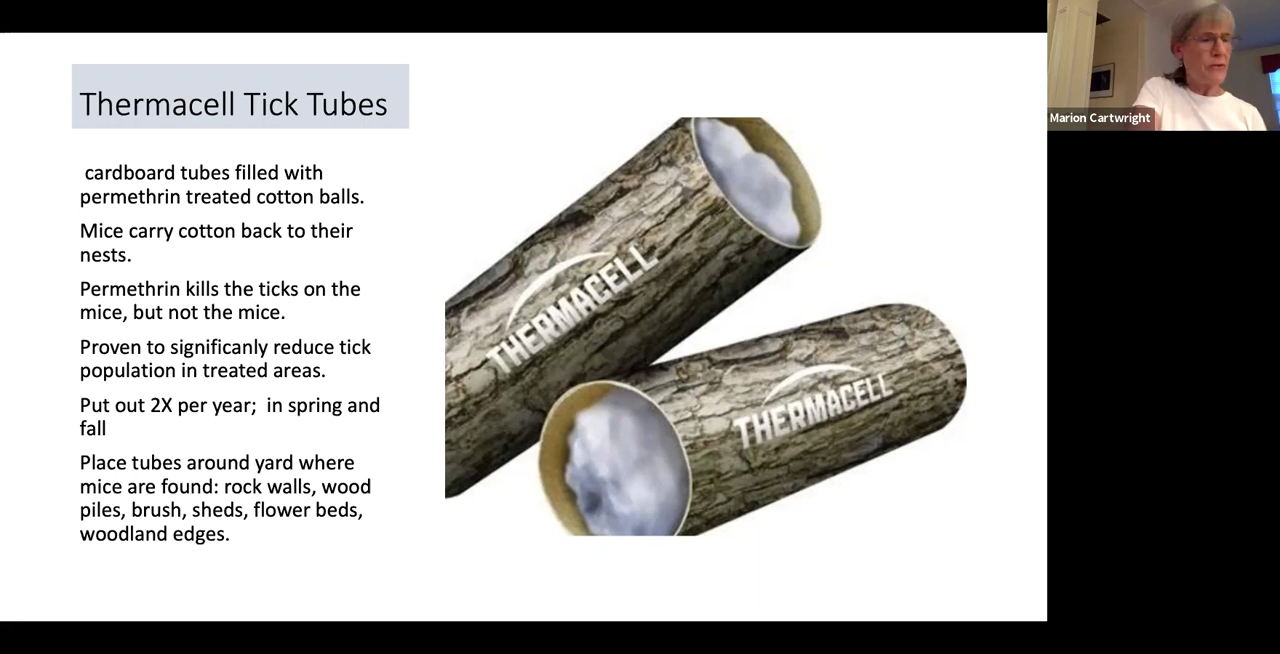 Thermacell Tick Tubes
cardboard tubes filled with
permethrin treated cotton balls.
Mice carry cotton back to their
nests.
Permethrin kills the ticks on the
mice, but not the mice.
Proven to significanly reduce tick
population in treated areas.
Put out 2X per year;  in spring and
fall
Place tubes around yard where
mice are found: rock walls, wood
piles, brush, sheds, flower beds,
woodland edges.
THERMACELL
THERMACELL
Marion Cartwright